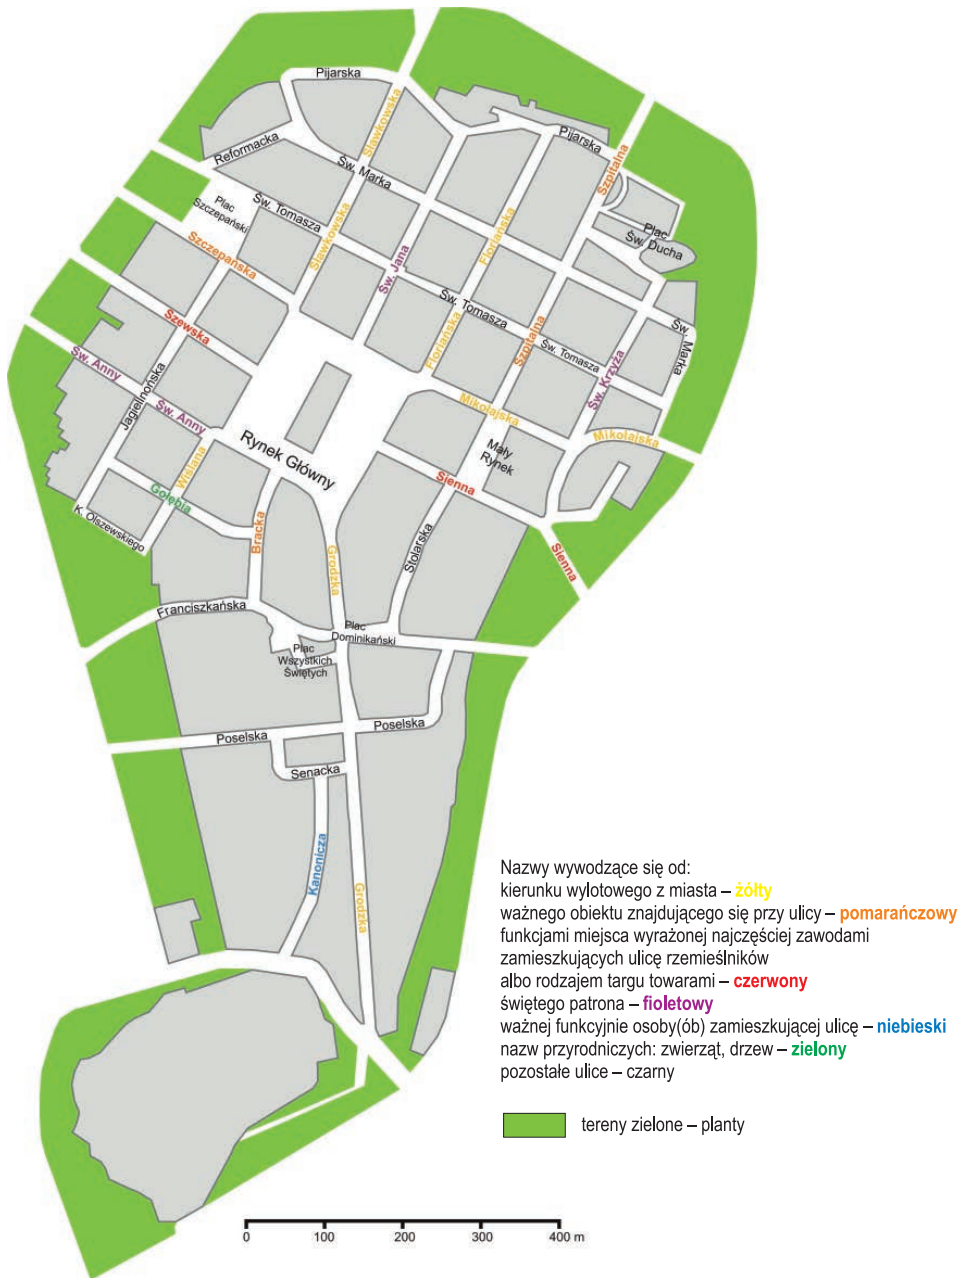 Pijarska
Sławkowska
Reformacka
Św. Marka
Pijarska
Szpitalna
Plac
Szczepański
Św. Tomasza
Sławkowska
Floriańska
Plac
Św. Ducha
Szczepańska
Św. Jana
Św. Tomasza
Szewska
Floriańska
Szpitalna
Św. Tomasza
Św. Marka
Św. Anny
Jagielinońska
Św. Krzyża
Św. Anny
Mikołajska
Mikołajska
Rynek Główny
Mały
Rynek
Wiślana
Sienna
Gołębia
K. Olszewskiego
Bracka
Grodzka
Stolarska
Sienna
Franciszkańska
Plac
Dominikański
Plac
Wszystkich
Świętych
Poselska
Poselska
Senacka
Kanonicza
Grodzka
Nazwy wywodzące się od:
kierunku wylotowego z miasta – żółty
ważnego obiektu znajdującego się przy ulicy – pomarańczowy
funkcjami miejsca wyrażonej najczęściej zawodami
zamieszkujących ulicę rzemieślników
albo rodzajem targu towarami – czerwony
świętego patrona – fioletowy
ważnej funkcyjnie osoby(ób) zamieszkującej ulicę – niebieski
nazw przyrodniczych: zwierząt, drzew – zielony
pozostałe ulice – czarny
tereny zielone – planty
0 100 200 300 400 m